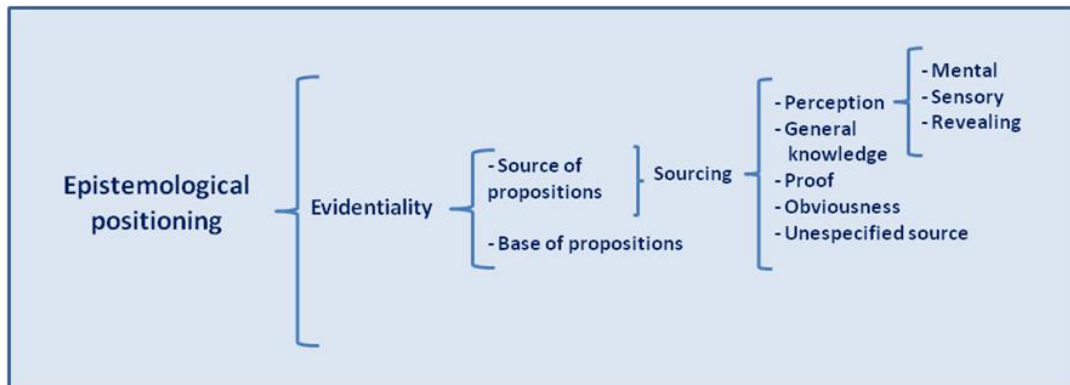 Epistemological
positioning
Evidentiality
- Source of
propositions
- Base of propositions
Sourcing
- Perception
- General
knowledge
- Proof
- Obviousness
- Unespecified source
- Mental
- Sensory
- Revealing